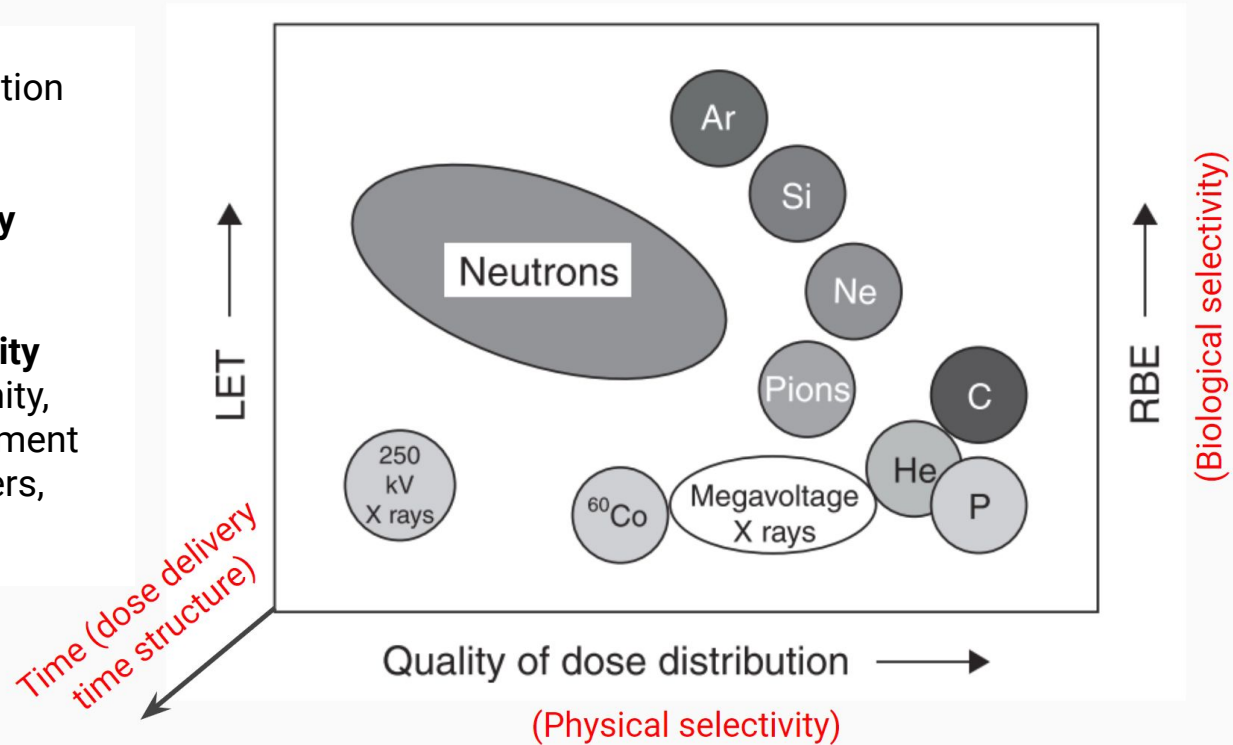 tion
y
ity
nity,
ment
ers,
Ar
Si
Neutrons
Ne
Pions
C
He
P
250
kV
X rays
⁶⁰Co
Megavoltage
X rays
LET
RBE
(Biological selectivity)
Time (dose delivery
time structure)
Quality of dose distribution
(Physical selectivity)